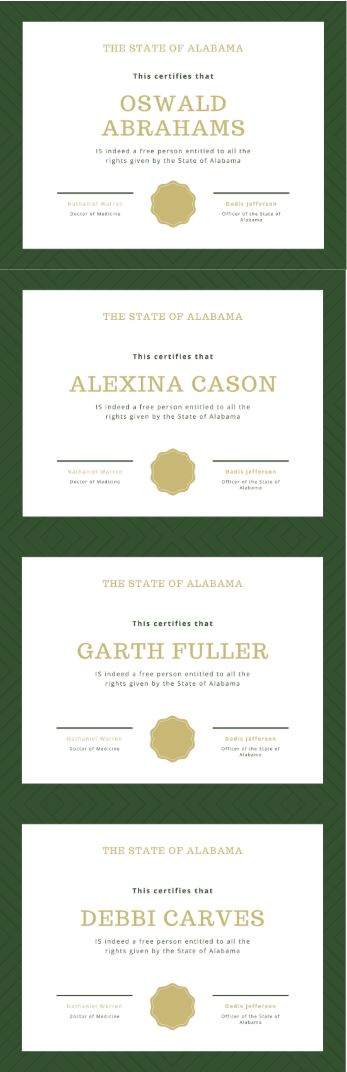 THE STATE OF ALABAMA
This certifies that
OSWALD
ABRAHAMS
IS indeed a free person entitled to all the
rights given by the State of Alabama
Nathaniel Warren
Doctor of Medicine
Dadis Jefferson
Officer of the State of
Alabama
THE STATE OF ALABAMA
This certifies that
ALEXINA CASON
IS indeed a free person entitled to all the
rights given by the State of Alabama
Nathaniel Warren
Doctor of Medicine
Dadis Jefferson
Officer of the State of
Alabama
THE STATE OF ALABAMA
This certifies that
GARTH FULLER
IS indeed a free person entitled to all the
rights given by the State of Alabama
Nathaniel Warren
Doctor of Medicine
Dadis Jefferson
Officer of the State of
Alabama
THE STATE OF ALABAMA
This certifies that
DEBBI CARVES
IS indeed a free person entitled to all the
rights given by the State of Alabama
Nathaniel Warren
Doctor of Medicine
Dadis Jefferson
Officer of the State of
Alabama